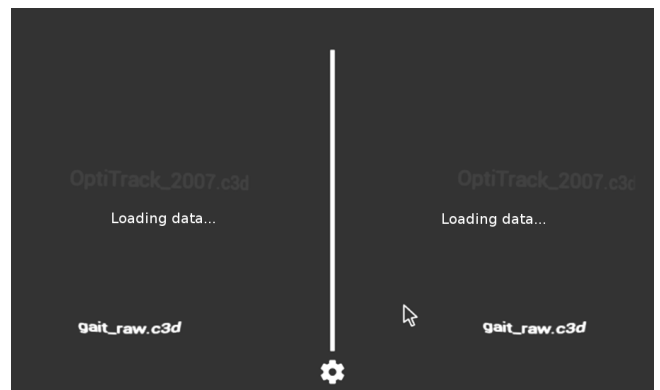 OptiTrack_2007.c3d OptiTrack_2007.c3d
Loading data... Loading data...
gait_raw.c3d gait_raw.c3d